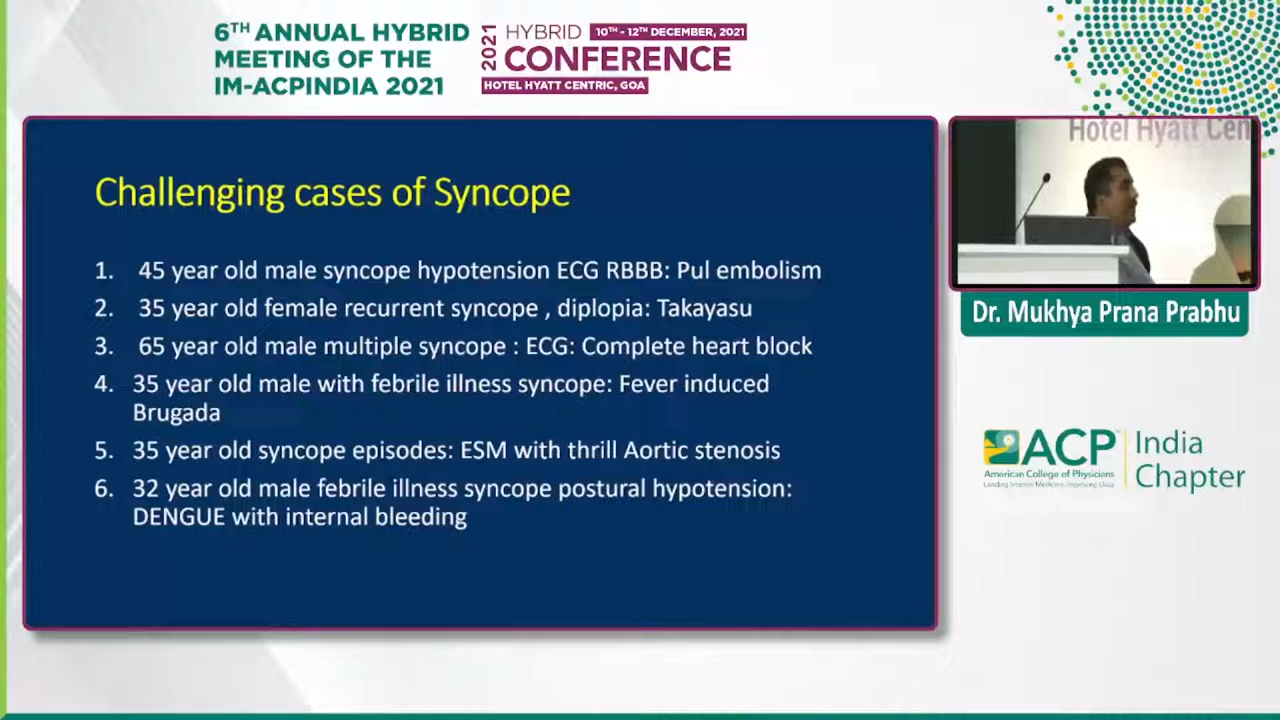 6TH ANNUAL HYBRID
MEETING OF THE
IM-ACPINDIA 2021
2021
HYBRID 10TH - 12TH DECEMBER, 2021
CONFERENCE
HOTEL HYATT CENTRIC, GOA
Hotel Hyatt Cen
Challenging cases of Syncope
1. 45 year old male syncope hypotension ECG RBBB: Pul embolism
2. 35 year old female recurrent syncope , diplopia: Takayasu
3. 65 year old male multiple syncope : ECG: Complete heart block
4. 35 year old male with febrile illness syncope: Fever induced
Brugada
5. 35 year old syncope episodes: ESM with thrill Aortic stenosis
6. 32 year old male febrile illness syncope postural hypotension:
DENGUE with internal bleeding
Dr. Mukhya Prana Prabhu
ACP
American College of Physicians
Leading Internal Medicine, Improving Lives
India
Chapter